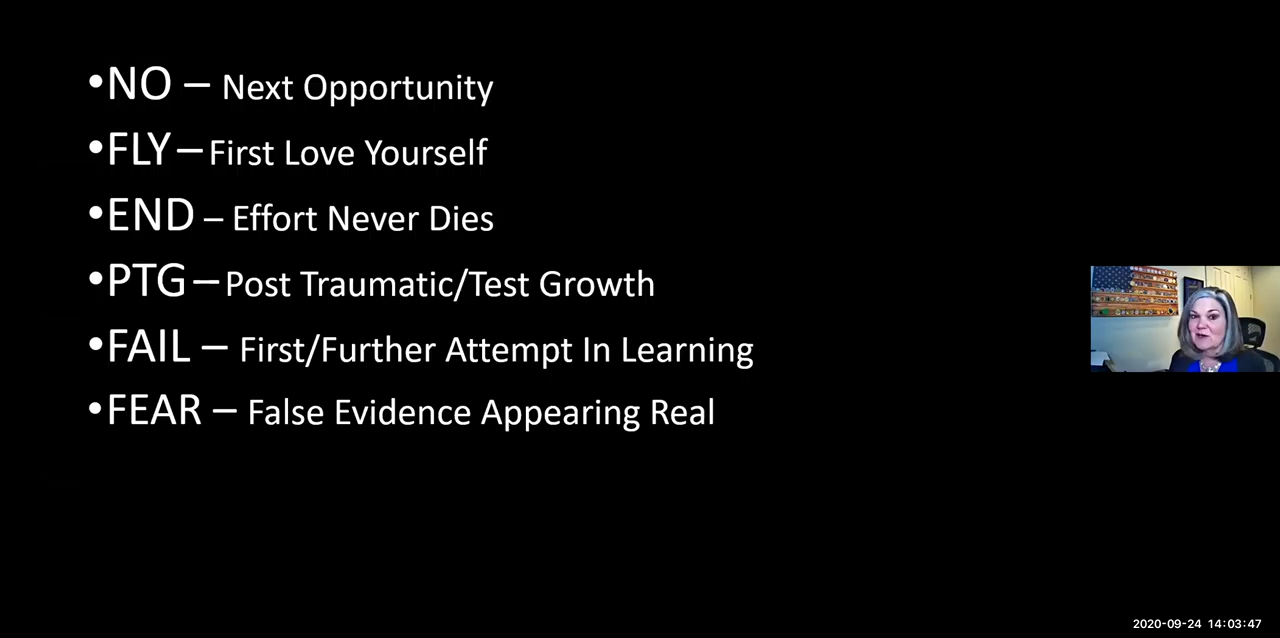 •NO – Next Opportunity
•FLY – First Love Yourself
•END – Effort Never Dies
•PTG – Post Traumatic/Test Growth
•FAIL – First/Further Attempt In Learning
•FEAR – False Evidence Appearing Real
2020-09-24 14:03:47